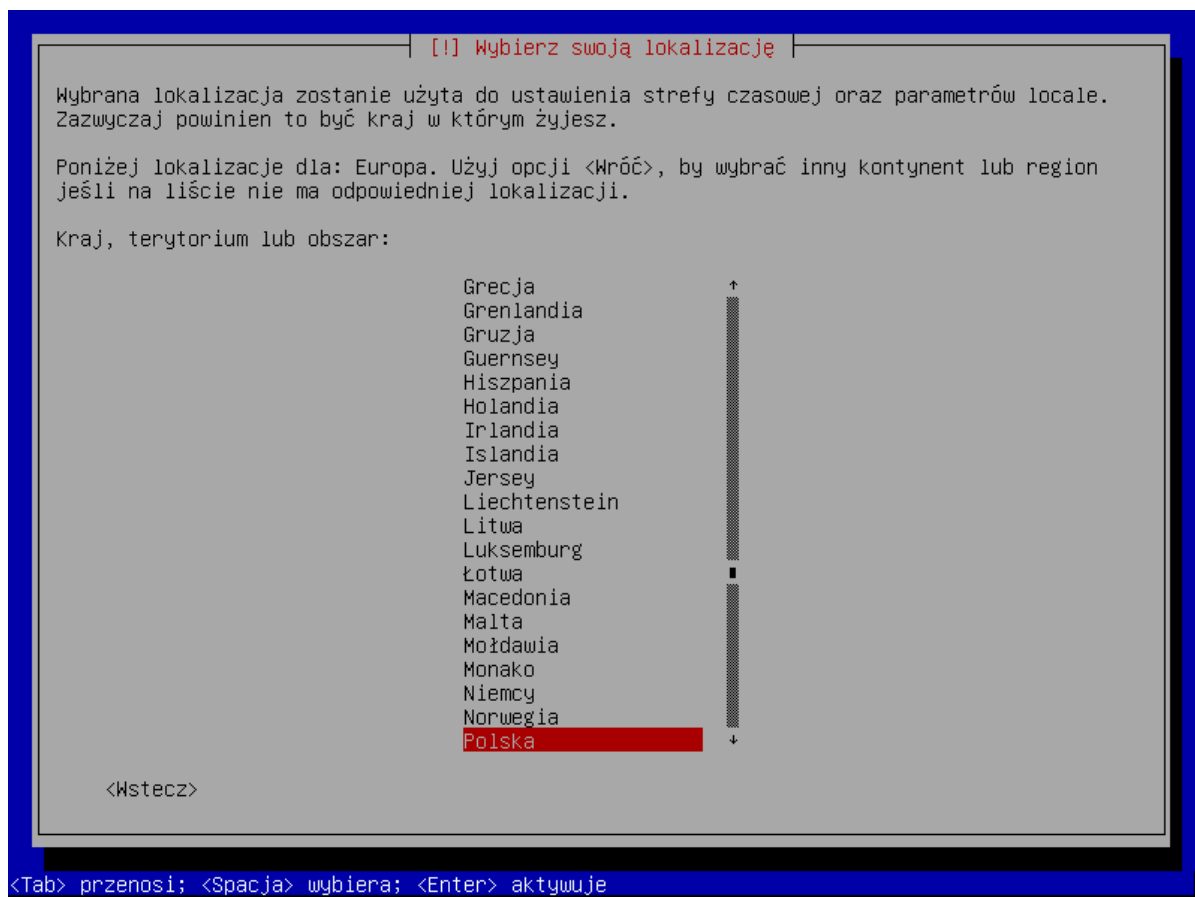 [!] Wybierz swoją lokalizację
Wybrana lokalizacja zostanie użyta do ustawienia strefy czasowej oraz parametrów locale.
Zazwyczaj powinien to być kraj w którym żyjesz.
Poniżej lokalizacje dla: Europa. Użyj opcji <Wróć>, by wybrać inny kontynent lub region
jeśli na liście nie ma odpowiedniej lokalizacji.
Kraj, terytorium lub obszar:
Grecja
Grenlandia
Gruzja
Guernsey
Hiszpania
Holandia
Irlandia
Islandia
Jersey
Liechtenstein
Litwa
Luksemburg
Łotwa
Macedonia
Malta
Mołdawia
Monako
Niemcy
Norwegia
Polska
<Wstecz>
<Tab> przenosi; <Spacja> wybiera; <Enter> aktywuje